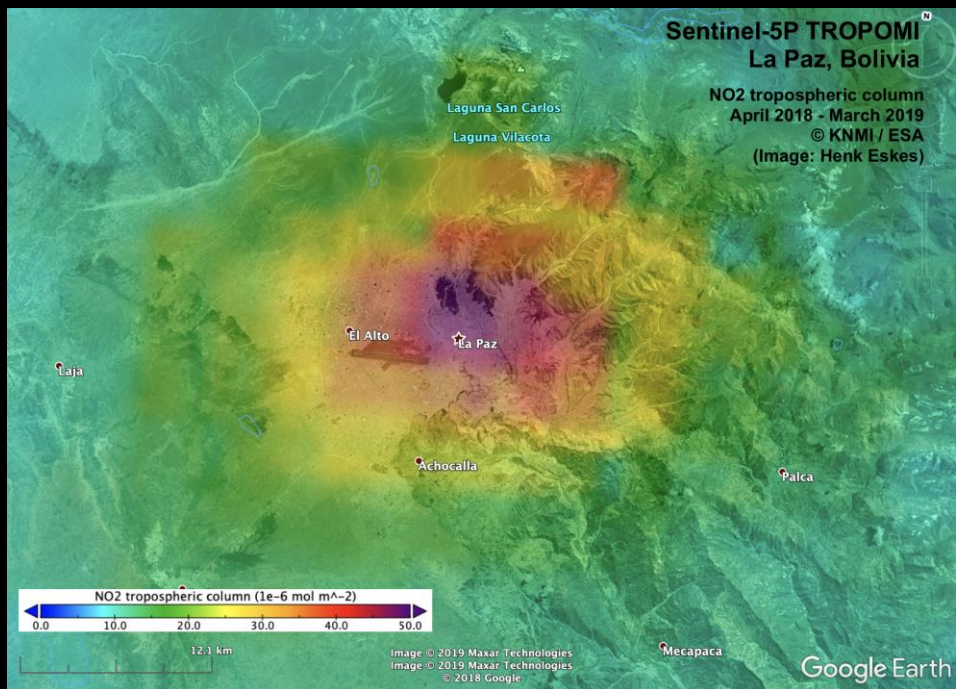 N
Sentinel-5P TROPOMI
La Paz, Bolivia
NO2 tropospheric column
April 2018 - March 2019
© KNMI / ESA
(Image: Henk Eskes)
Laguna San Carlos
Laguna Vilacota
El Alto
La Paz
Laja
Achocalla
Palca
NO2 tropospheric column (1e-6 mol m^-2)
0.0 10.0 20.0 30.0 40.0 50.0
12.1 km
Mecapaca
Image © 2019 Maxar Technologies
Image © 2019 Maxar Technologies
© 2018 Google
Google Earth